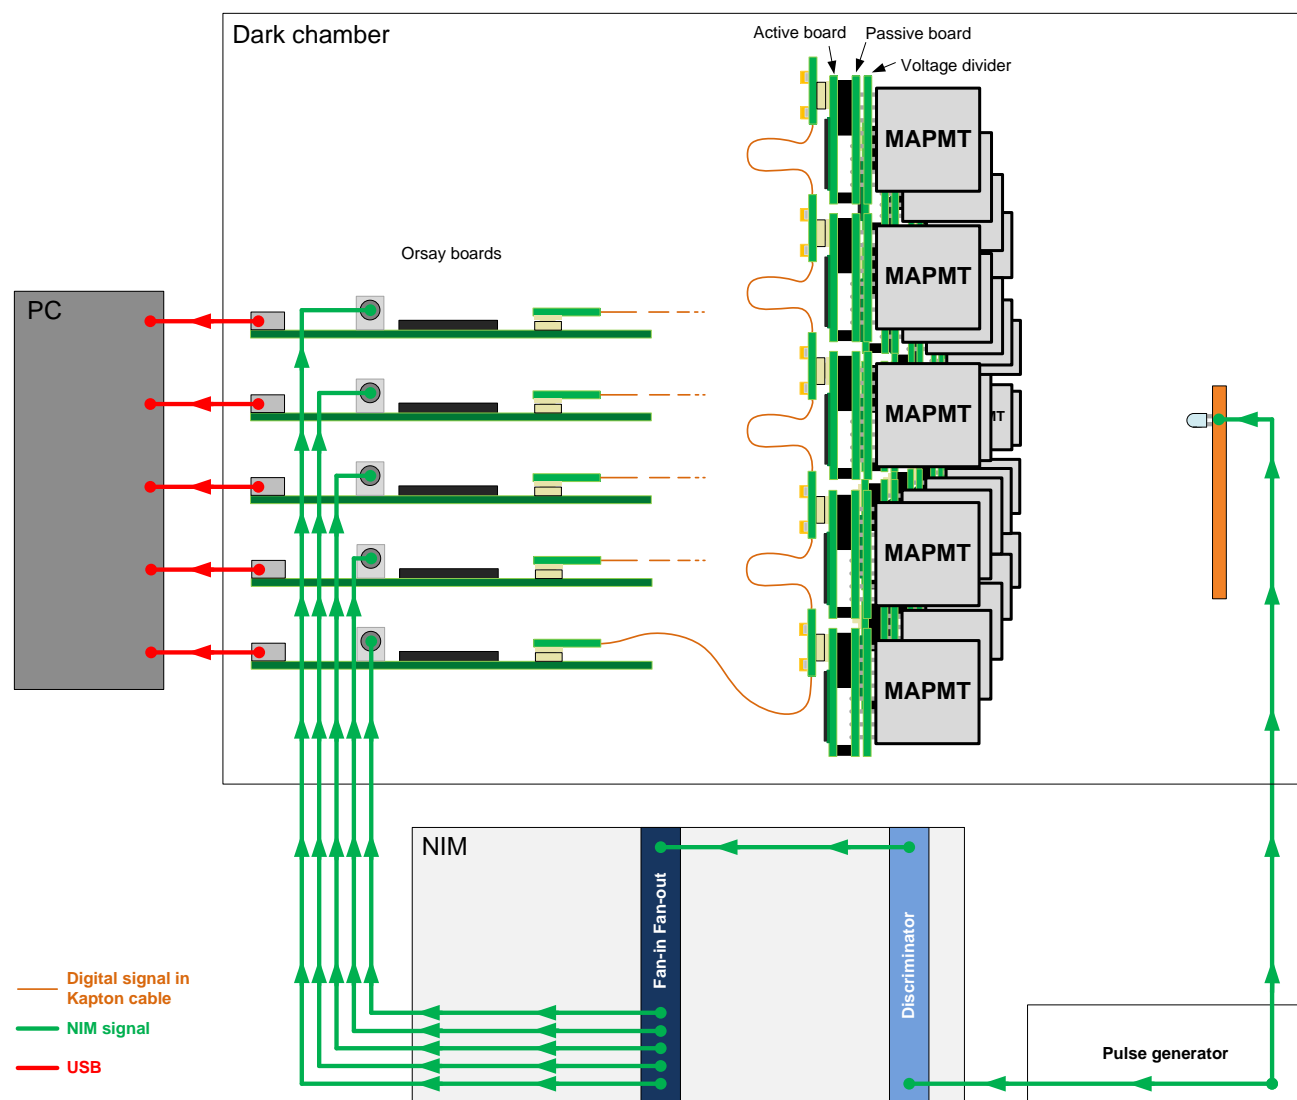 Dark chamber
Active board
Passive board
Voltage divider
MAPMT
MAPMT
Orsay boards
PC
MAPMT
MT
MAPMT
MAPMT
NIM
Fan-in Fan-out
Discriminator
Digital signal in
Kapton cable
NIM signal
USB
Pulse generator